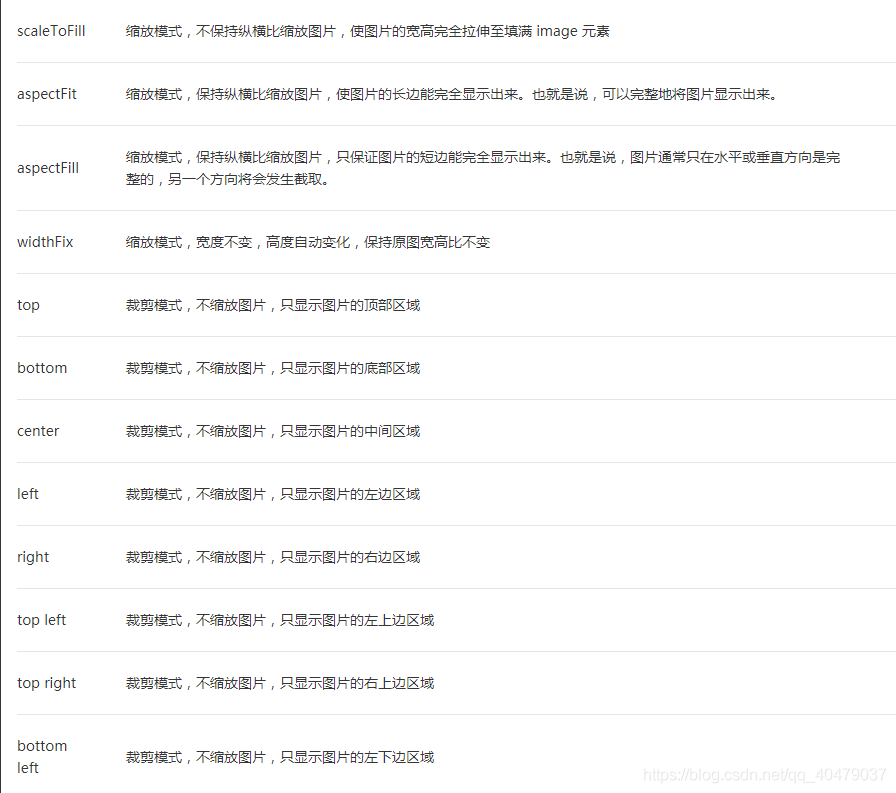 scaleToFill 缩放模式，不保持纵横比缩放图片，使图片的宽高完全拉伸至填满 image 元素
aspectFit 缩放模式，保持纵横比缩放图片，使图片的长边能完全显示出来。也就是说，可以完整地将图片显示出来。
aspectFill 缩放模式，保持纵横比缩放图片，只保证图片的短边能完全显示出来。也就是说，图片通常只在水平或垂直方向是完
整的，另一个方向将会发生截取。
widthFix 缩放模式，宽度不变，高度自动变化，保持原图宽高比不变
top 裁剪模式，不缩放图片，只显示图片的顶部区域
bottom 裁剪模式，不缩放图片，只显示图片的底部区域
center 裁剪模式，不缩放图片，只显示图片的中间区域
left 裁剪模式，不缩放图片，只显示图片的左边区域
right 裁剪模式，不缩放图片，只显示图片的右边区域
top left 裁剪模式，不缩放图片，只显示图片的左上边区域
top right 裁剪模式，不缩放图片，只显示图片的右上边区域
bottom
left 裁剪模式，不缩放图片，只显示图片的左下边区域
https://blog.csdn.net/qq_40479037